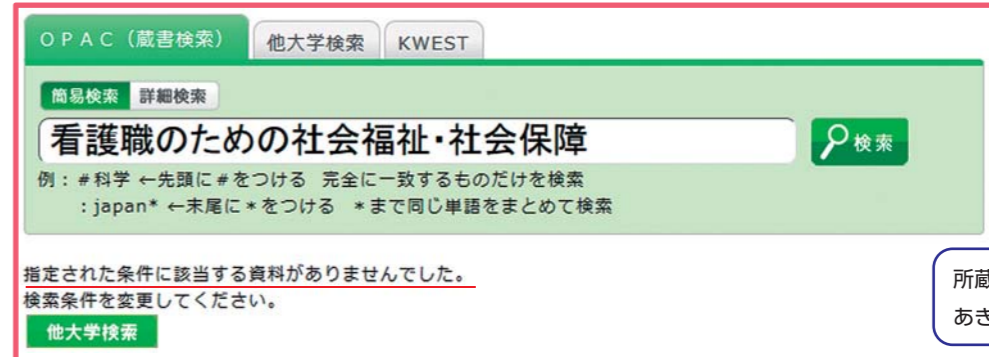 OPAC（蔵書検索） 他大学検索 KWEST
簡易検索 詳細検索
看護職のための社会福祉・社会保障 検索
例：#科学 ←先頭に#をつける 完全に一致するものだけを検索
：japan* ←末尾に*をつける *まで同じ単語をまとめて検索
指定された条件に該当する資料がありませんでした。
検索条件を変更してください。
他大学検索
所蔵
あき